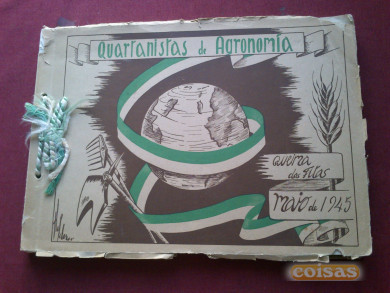 Quartanistas de Agronomia
Queima
das Fitas
Maio de 1945
coisas